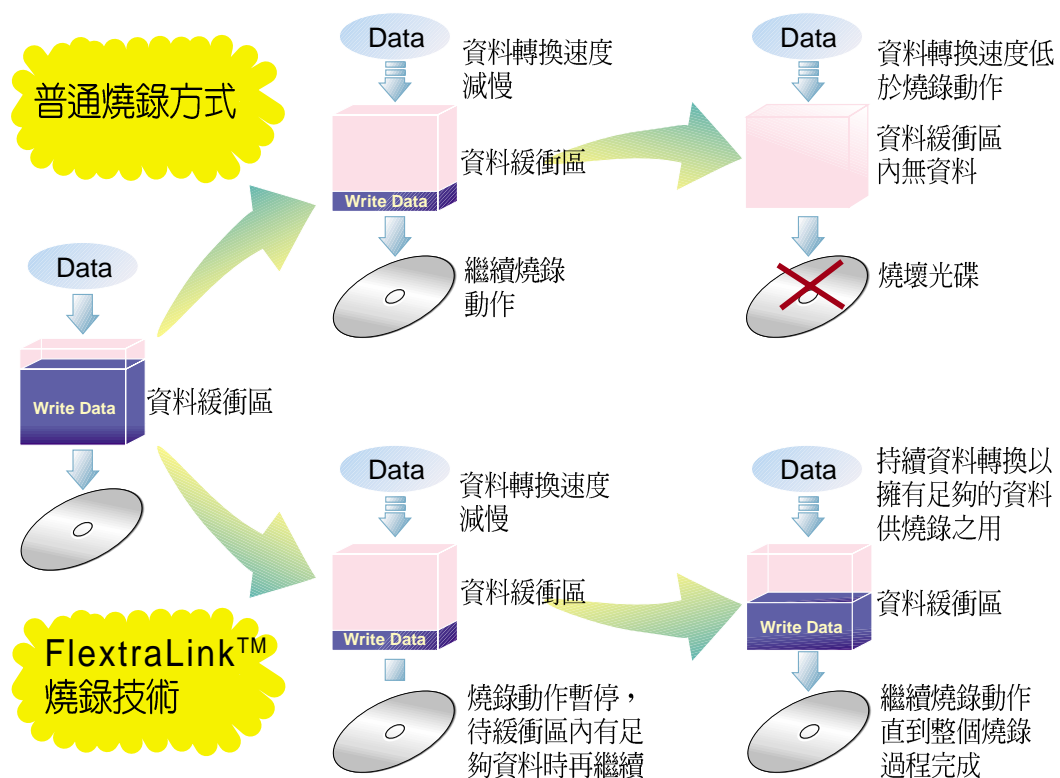 普通燒錄方式
Data
資料轉換速度
減慢
資料緩衝區
Write Data
繼續燒錄
動作
Data
資料轉換速度低
於燒錄動作
資料緩衝區
內無資料
燒壞光碟
Data
Write Data
資料緩衝區
FlextraLink™
燒錄技術
Data
資料轉換速度
減慢
資料緩衝區
Write Data
燒錄動作暫停，
待緩衝區內有足
夠資料時再繼續
Data
持續資料轉換以
擁有足夠的資料
供燒錄之用
資料緩衝區
Write Data
繼續燒錄動作
直到整個燒錄
過程完成